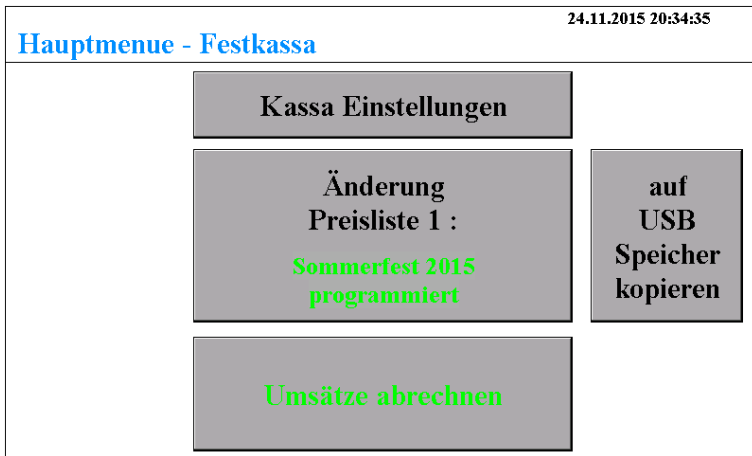 24.11.2015 20:34:35
Hauptmenue - Festkassa
Kassa Einstellungen
Änderung
Preisliste 1 :
Sommerfest 2015
programmiert
auf
USB
Speicher
kopieren
Umsätze abrechnen